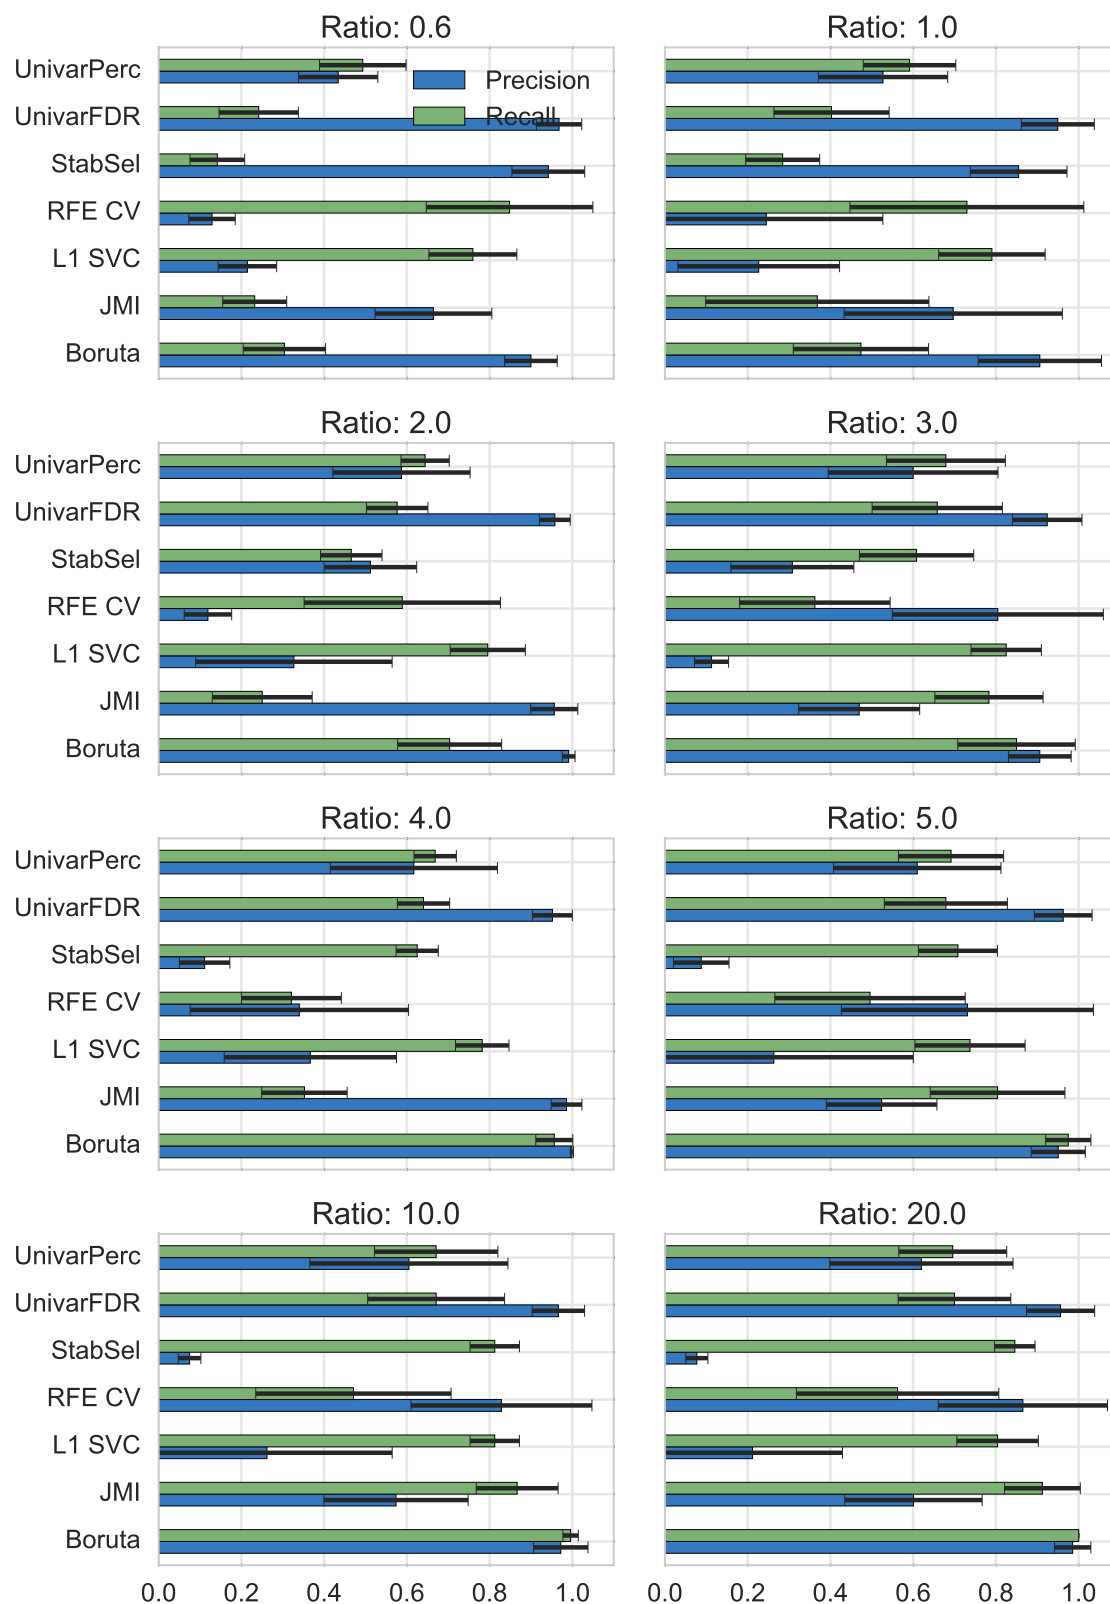 Ratio: 0.6
Ratio: 1.0
UnivarPerc
UnivarFDR
StabSel
RFE CV
L1 SVC
JMI
Boruta
Precision
Recall
Ratio: 2.0
Ratio: 3.0
UnivarPerc
UnivarFDR
StabSel
RFE CV
L1 SVC
JMI
Boruta
Ratio: 4.0
Ratio: 5.0
UnivarPerc
UnivarFDR
StabSel
RFE CV
L1 SVC
JMI
Boruta
Ratio: 10.0
Ratio: 20.0
UnivarPerc
UnivarFDR
StabSel
RFE CV
L1 SVC
JMI
Boruta
0.0 0.2 0.4 0.6 0.8 1.0
0.0 0.2 0.4 0.6 0.8 1.0